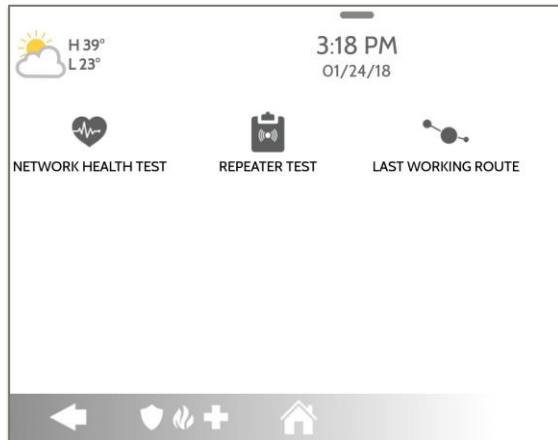 H 39°
L 23°
3:18 PM
01/24/18
NETWORK HEALTH TEST
REPEATER TEST
LAST WORKING ROUTE